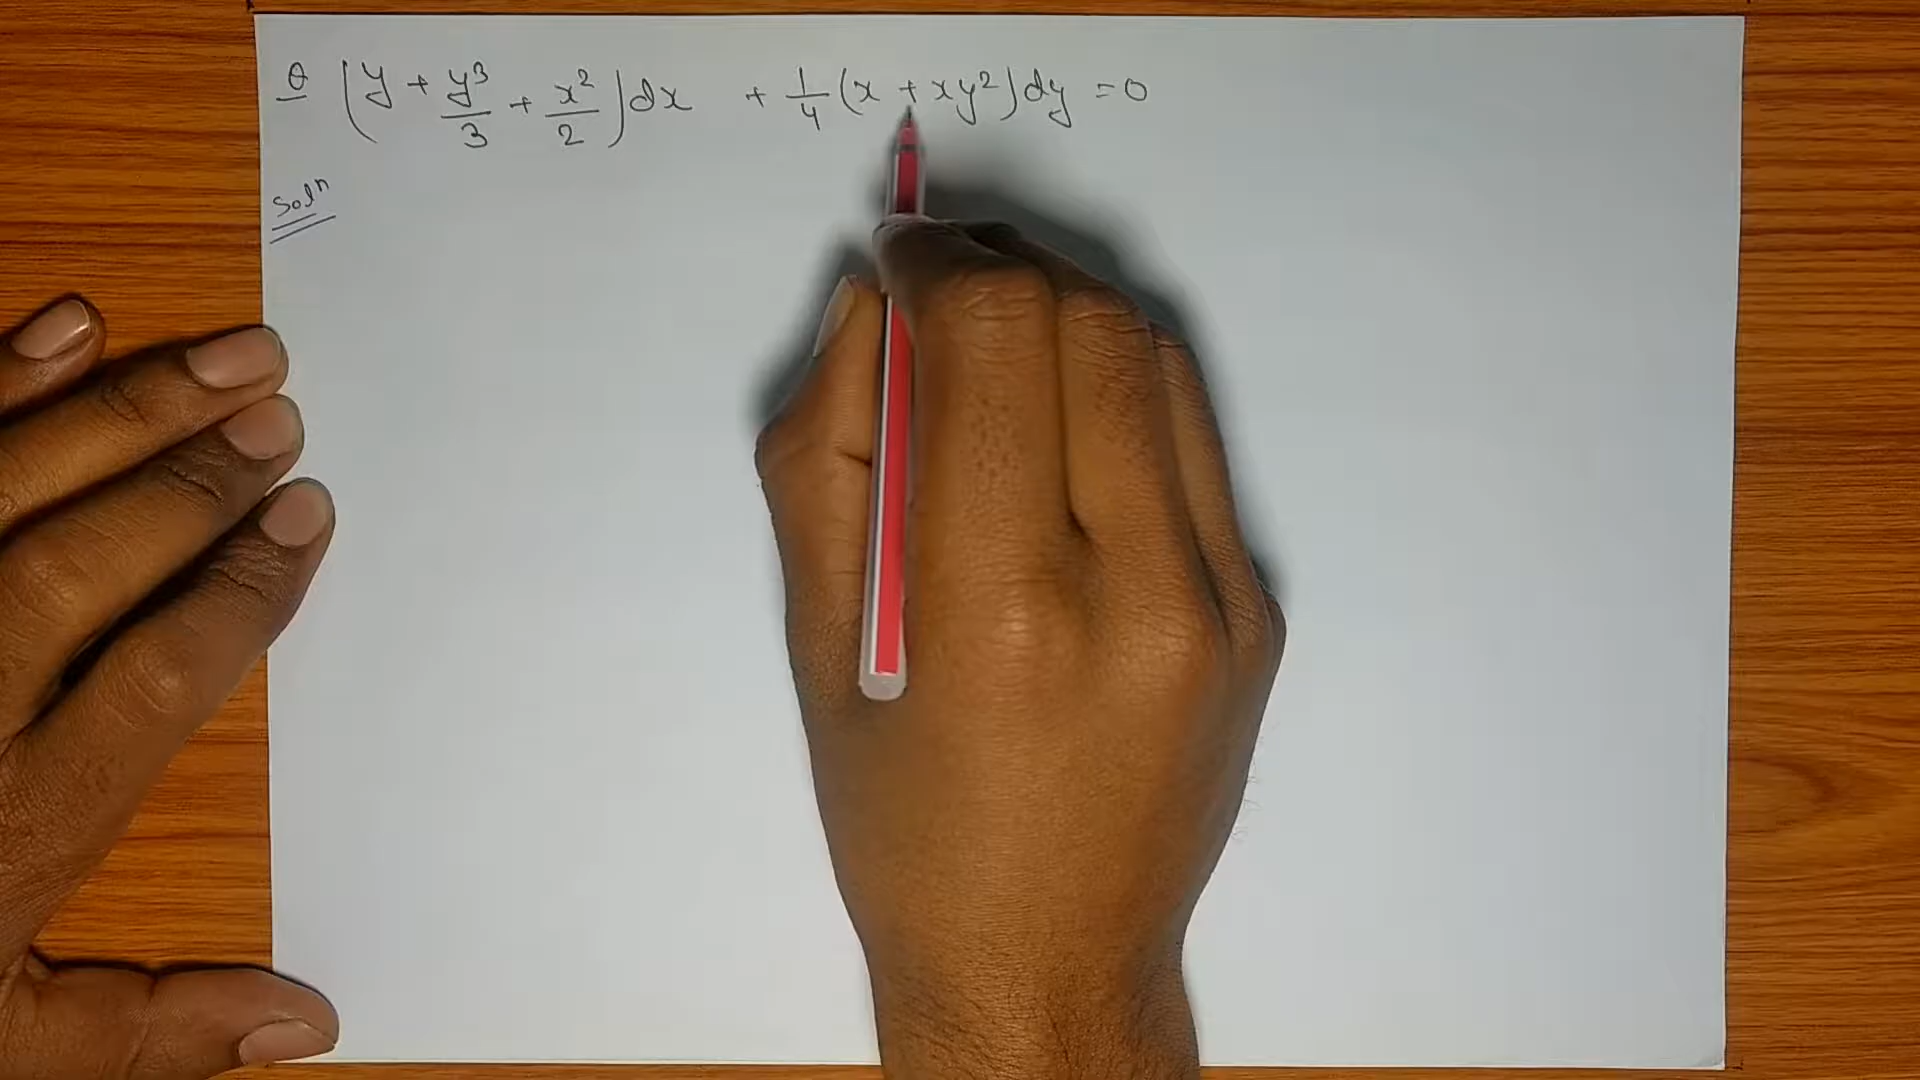 Q (y + y³/3 + x²/2)dx + 1/4 (x + xy²)dy = 0
Solⁿ